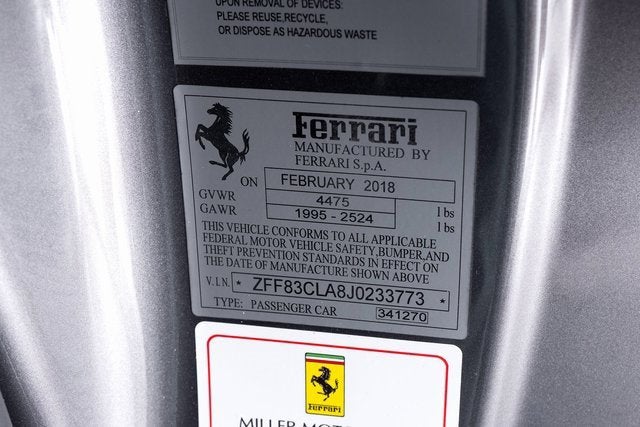 UPON REMOVAL OF DEVICES:
PLEASE REUSE,RECYCLE,
OR DISPOSE AS HAZARDOUS WASTE
Ferrari
MANUFACTURED BY
FERRARI S.p.A.
ON FEBRUARY 2018
GVWR 4475 lbs
GAWR 1995 - 2524 lbs
THIS VEHICLE CONFORMS TO ALL APPLICABLE
FEDERAL MOTOR VEHICLE SAFETY,BUMPER,AND
THEFT PREVENTION STANDARDS IN EFFECT ON
THE DATE OF MANUFACTURE SHOWN ABOVE
V.I.N. * ZFF83CLA8J0233773 *
TYPE: PASSENGER CAR 341270
Ferrari
MILLER